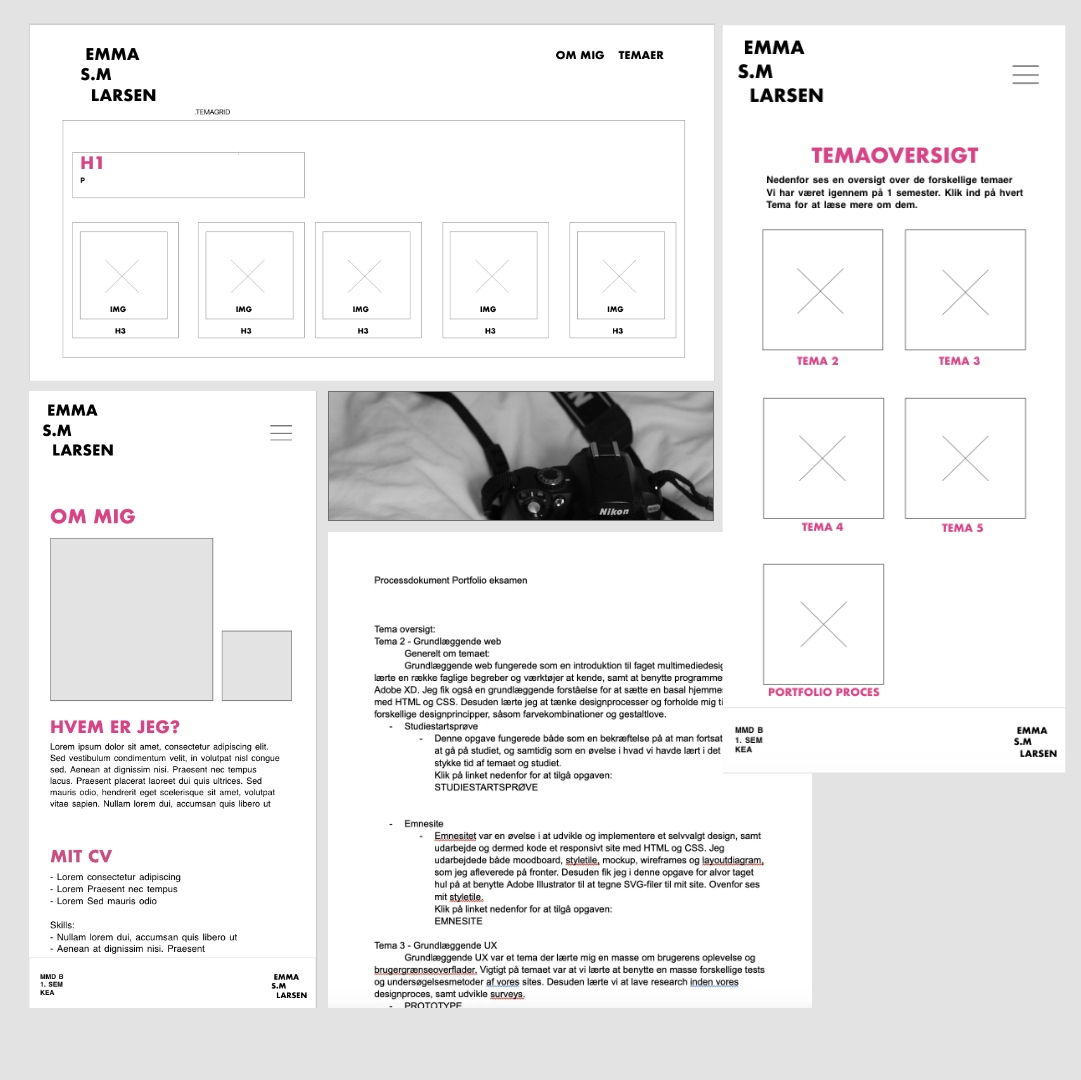 EMMA
S.M
LARSEN
OM MIG TEMAER
.TEMAGRID
H1
P
IMG
H3
IMG
H3
IMG
H3
IMG
H3
IMG
H3
EMMA
S.M
LARSEN
TEMAOVERSIGT
Nedenfor ses en oversigt over de forskellige temaer
Vi har været igennem på 1 semester. Klik ind på hvert
Tema for at læse mere om dem.
TEMA 2
TEMA 3
TEMA 4
TEMA 5
PORTFOLIO PROCES
MMD B
1. SEM
KEA
EMMA
S.M
LARSEN
EMMA
S.M
LARSEN
OM MIG
HVEM ER JEG?
Lorem ipsum dolor sit amet, consectetur adipiscing elit.
Sed vestibulum condimentum velit, in volutpat nisl congue
sed. Aenean at dignissim nisi. Praesent nec tempus
lacus. Praesent placerat laoreet dui quis ultrices. Sed
mauris odio, hendrerit eget scelerisque sit amet, volutpat
vitae sapien. Nullam lorem dui, accumsan quis libero ut
MIT CV
- Lorem consectetur adipiscing
- Lorem Praesent nec tempus
- Lorem Sed mauris odio
Skills:
- Nullam lorem dui, accumsan quis libero ut
- Aenean at dignissim nisi. Praesent
MMD B
1. SEM
KEA
EMMA
S.M
LARSEN
Nikon
Processdokument Portfolio eksamen
Tema oversigt:
Tema 2 - Grundlæggende web
Generelt om temaet:
Grundlæggende web fungerede som en introduktion til faget multimediedesig
lærte en række faglige begreber og værktøjer at kende, samt at benytte programme
Adobe XD. Jeg fik også en grundlæggende forståelse for at sætte en basal hjemmes
med HTML og CSS. Desuden lærte jeg at tænke designprocesser og forholde mig ti
forskellige designprincipper, såsom farvekombinationer og gestaltlove.
- Studiestartsprøve
- Denne opgave fungerede både som en bekræftelse på at man fortsat
at gå på studiet, og samtidig som en øvelse i hvad vi havde lært i det
stykke tid af temaet og studiet.
Klik på linket nedenfor for at tilgå opgaven:
STUDIESTARTSPRØVE
- Emnesite
- Emnesitet var en øvelse i at udvikle og implementere et selvvalgt design, samt
udarbejde og dermed kode et responsivt site med HTML og CSS. Jeg
udarbejdede både moodboard, styletile, mockup, wireframes og layoutdiagram,
som jeg afleverede på fronter. Desuden fik jeg i denne opgave for alvor taget
hul på at benytte Adobe Illustrator til at tegne SVG-filer til mit site. Ovenfor ses
mit styletile.
Klik på linket nedenfor for at tilgå opgaven:
EMNESITE
Tema 3 - Grundlæggende UX
Grundlæggende UX var et tema der lærte mig en masse om brugerens oplevelse og
brugergrænseoverflader. Vigtigt på temaet var at vi lærte at benytte en masse forskellige tests
og undersøgelsesmetoder af vores sites. Desuden lærte vi at lave research inden vores
designproces, samt udvikle surveys.
- PROTOTYPE